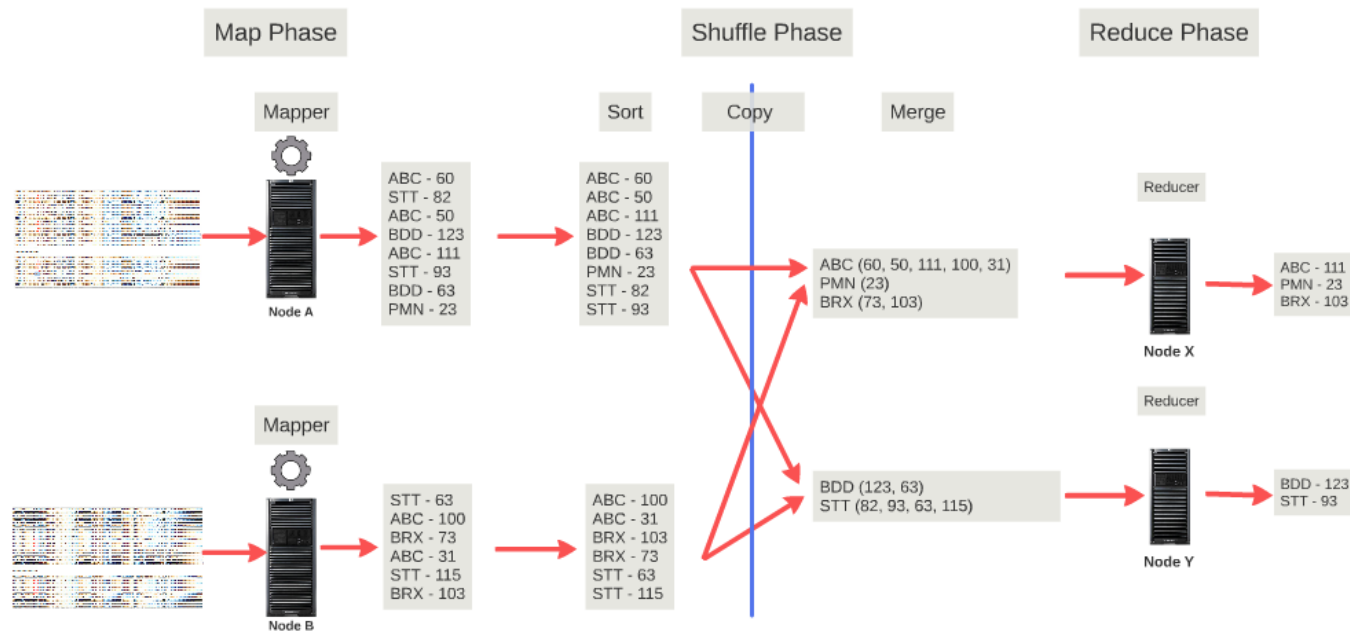 Map Phase
Shuffle Phase
Reduce Phase
Mapper
Sort
Copy
Merge
ABC - 60
STT - 82
ABC - 50
BDD - 123
ABC - 111
STT - 93
BDD - 63
PMN - 23
Node A
ABC - 60
ABC - 50
ABC - 111
BDD - 123
BDD - 63
PMN - 23
STT - 82
STT - 93
ABC (60, 50, 111, 100, 31)
PMN (23)
BRX (73, 103)
Reducer
Node X
ABC - 111
PMN - 23
BRX - 103
Mapper
STT - 63
ABC - 100
BRX - 73
ABC - 31
STT - 115
BRX - 103
Node B
ABC - 100
ABC - 31
BRX - 103
BRX - 73
STT - 63
STT - 115
BDD (123, 63)
STT (82, 93, 63, 115)
Reducer
Node Y
BDD - 123
STT - 93